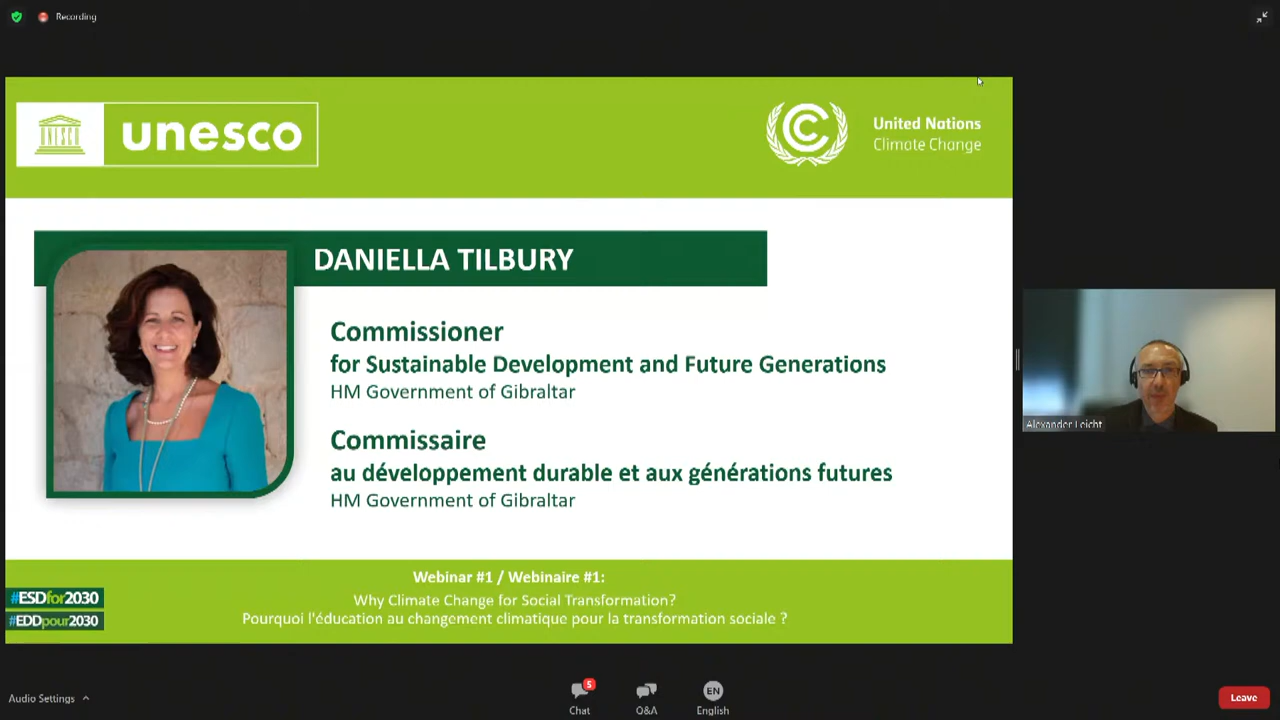 Recording
unesco
United Nations
Climate Change
DANIELLA TILBURY
Commissioner
for Sustainable Development and Future Generations
HM Government of Gibraltar
Commissaire
au développement durable et aux générations futures
HM Government of Gibraltar
Alexander Leicht
Webinar #1 / Webinaire #1:
Why Climate Change for Social Transformation?
Pourquoi l'éducation au changement climatique pour la transformation sociale ?
#ESDfor2030
#EDDpour2030
Audio Settings
5
Chat
Q&A
EN
English
Leave